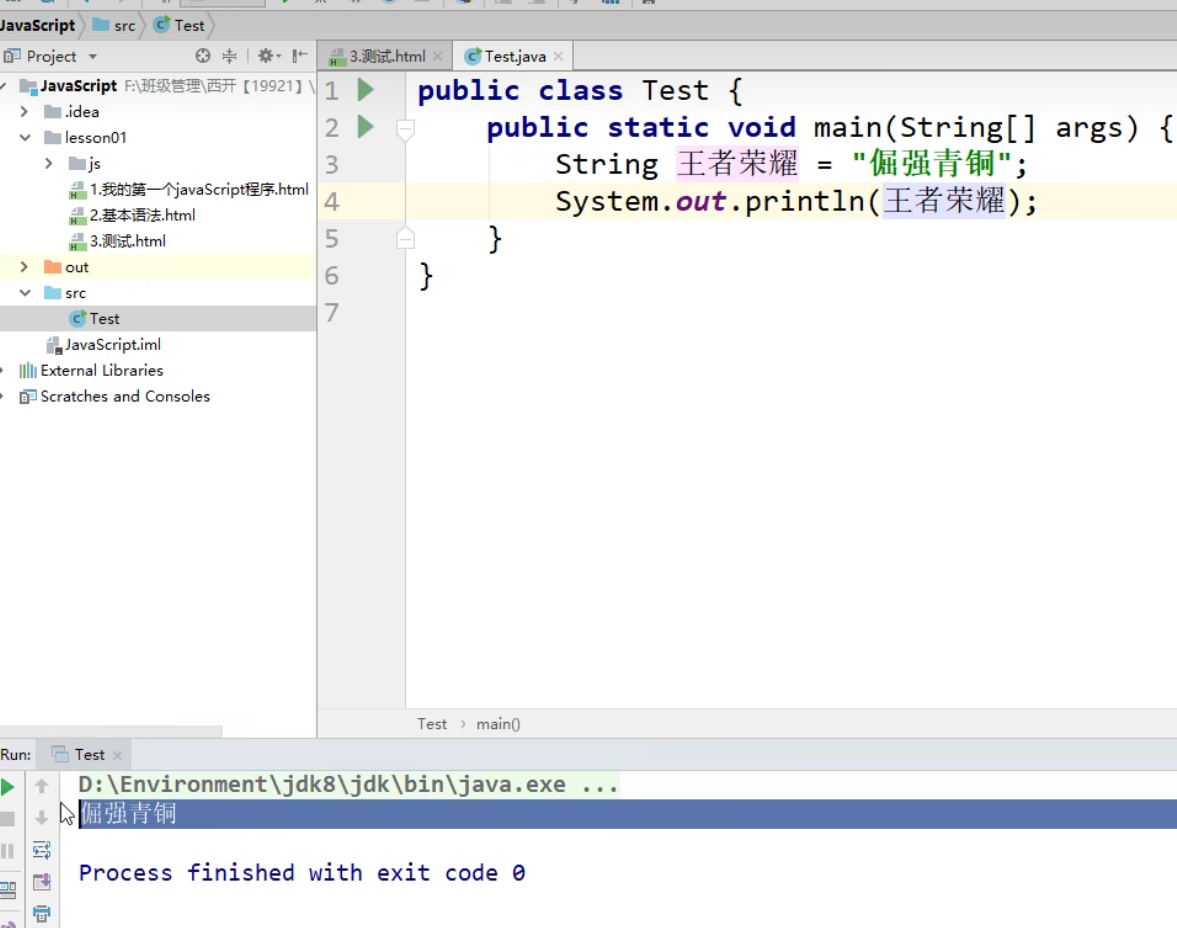 JavaScript src Test
Project
JavaScript F:\班级管理\西开【19921】\
.idea
lesson01
js
1.我的第一个javaScript程序.html
2.基本语法.html
3.测试.html
out
src
Test
JavaScript.iml
External Libraries
Scratches and Consoles
3.测试.html Test.java
1 public class Test {
2 public static void main(String[] args) {
3 String 王者荣耀 = "倔强青铜";
4 System.out.println(王者荣耀);
5 }
6 }
7
Test › main()
Run: Test
D:\Environment\jdk8\jdk\bin\java.exe ...
倔强青铜
Process finished with exit code 0